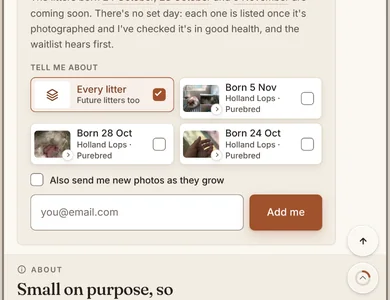 coming soon. There's no set day: each one is listed once it's
photographed and I've checked it's in good health, and the
waitlist hears first.
TELL ME ABOUT
Every litter
Future litters too
Born 5 Nov
Holland Lops ·
Purebred
Born 28 Oct
Holland Lops ·
Purebred
Born 24 Oct
Holland Lops ·
Purebred
Also send me new photos as they grow
you@email.com
Add me
ABOUT
Small on purpose, so